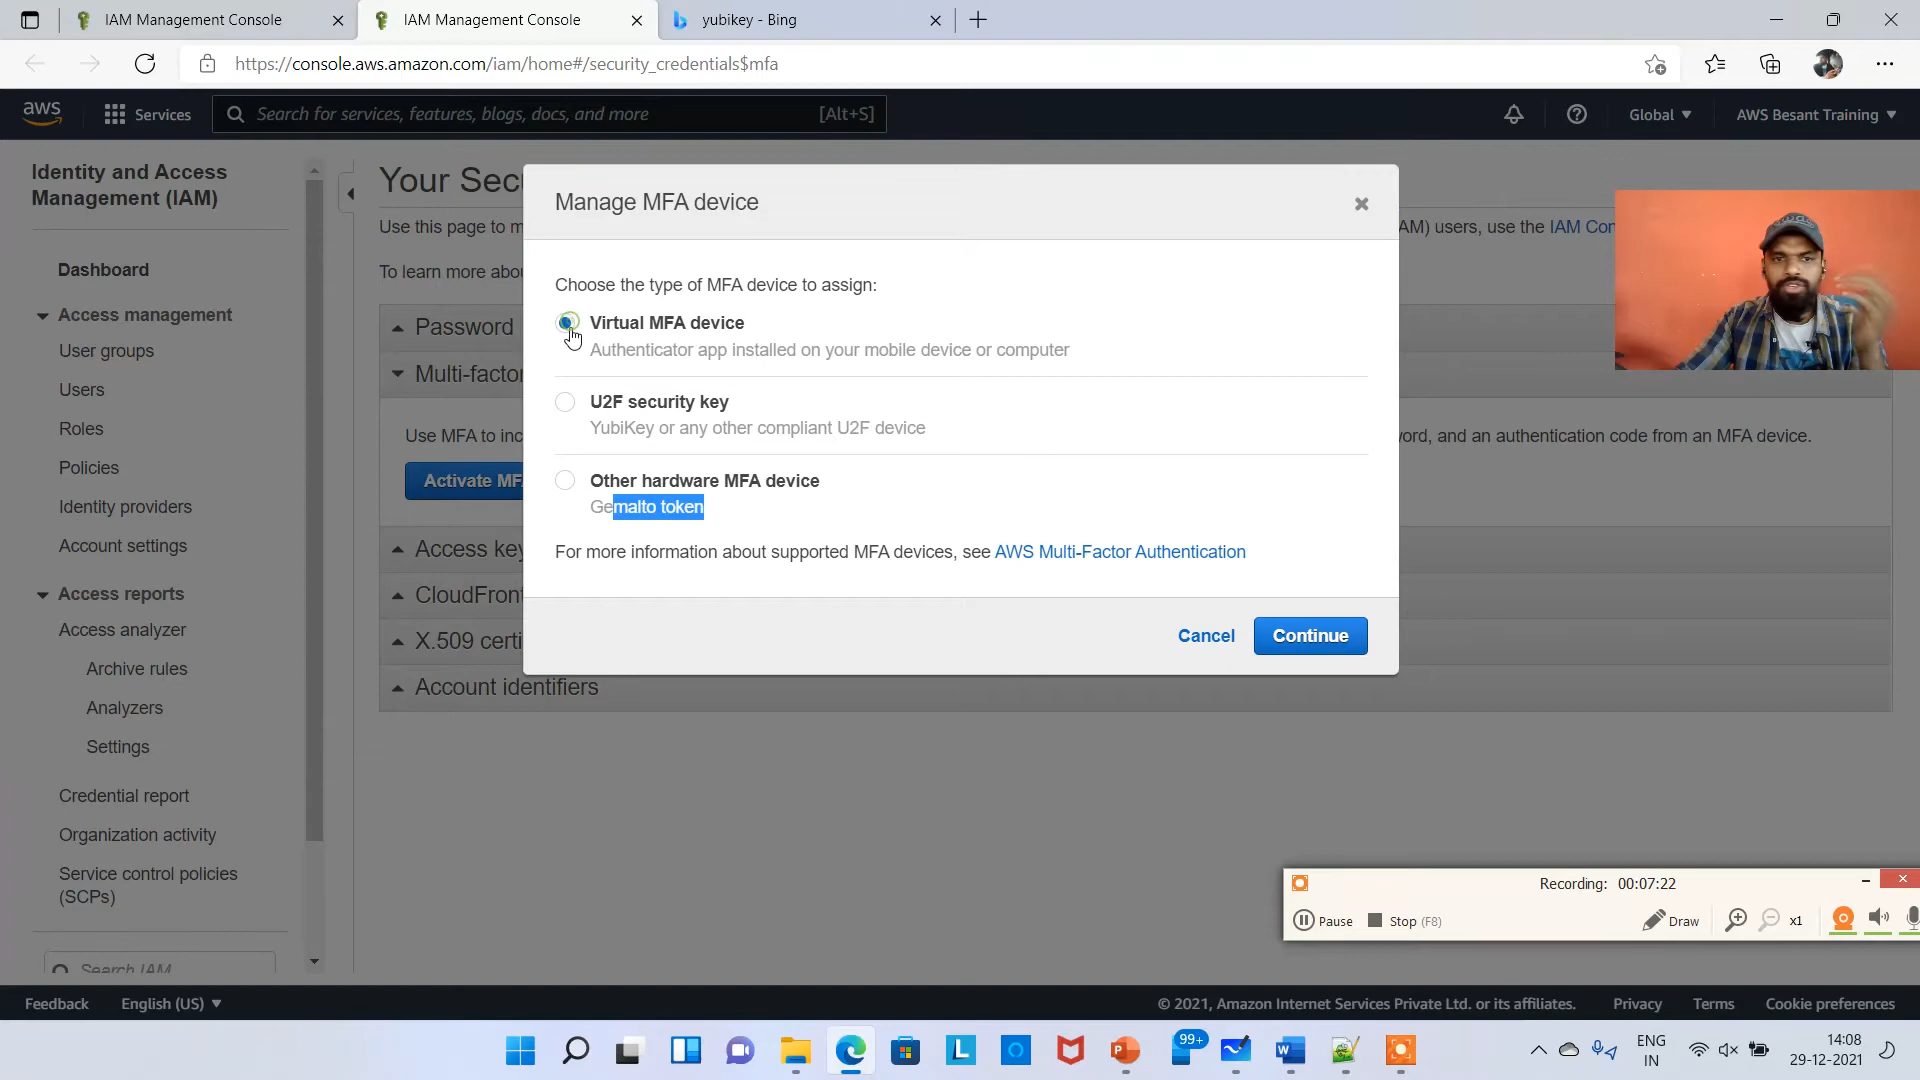 IAM Management Console
IAM Management Console
yubikey - Bing
https://console.aws.amazon.com/iam/home#/security_credentials$mfa
aws
Services
Search for services, features, blogs, docs, and more
[Alt+S]
Global
AWS Besant Training
Identity and Access
Management (IAM)
Dashboard
Access management
User groups
Users
Roles
Policies
Identity providers
Account settings
Access reports
Access analyzer
Archive rules
Analyzers
Settings
Credential report
Organization activity
Service control policies
(SCPs)
Search IAM
Your Sec
Use this page to m
AM) users, use the IAM Con
To learn more abou
Password
Multi-factor
Use MFA to inc
word, and an authentication code from an MFA device.
Activate MF
Access key
CloudFront
X.509 certi
Account identifiers
Manage MFA device
Choose the type of MFA device to assign:
Virtual MFA device
Authenticator app installed on your mobile device or computer
U2F security key
YubiKey or any other compliant U2F device
Other hardware MFA device
Gemalto token
For more information about supported MFA devices, see AWS Multi-Factor Authentication
Cancel
Continue
Recording: 00:07:22
Pause
Stop (F8)
Draw
x1
Feedback
English (US)
© 2021, Amazon Internet Services Private Ltd. or its affiliates.
Privacy
Terms
Cookie preferences
99+
ENG
IN
14:08
29-12-2021